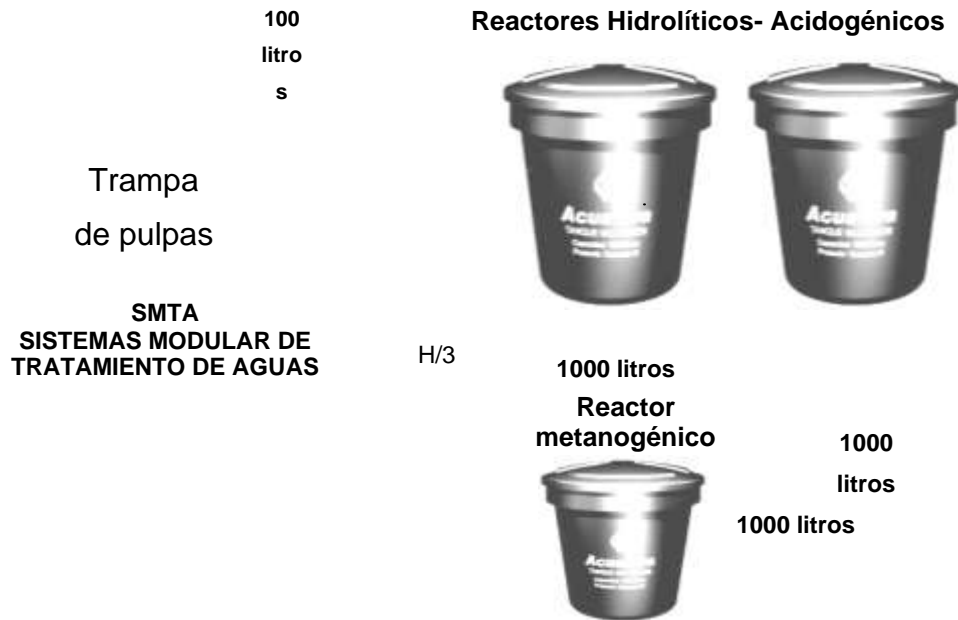 100
litro
s
Reactores Hidrolíticos- Acidogénicos
Trampa
de pulpas
SMTA
SISTEMAS MODULAR DE
TRATAMIENTO DE AGUAS
H/3
1000 litros
Reactor
metanogénico
1000
litros
1000 litros